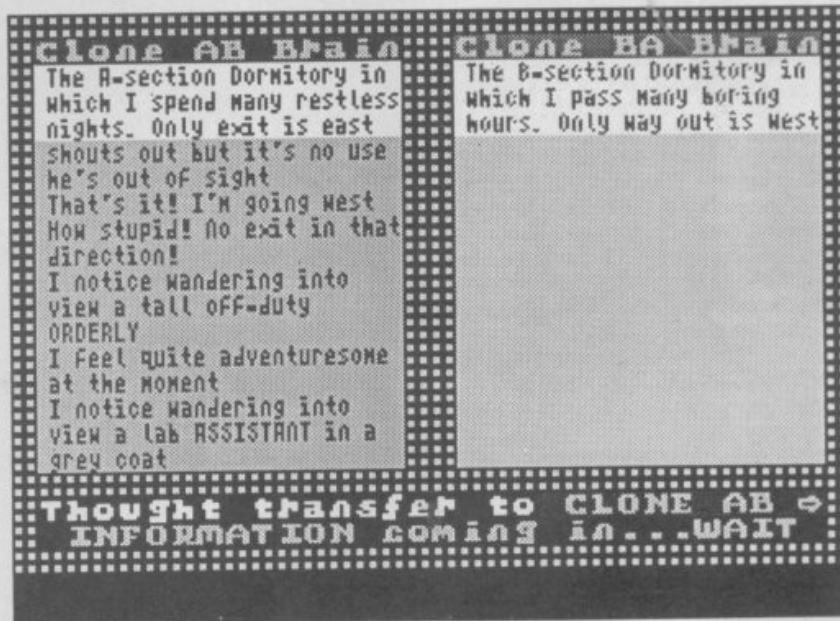 Clone AB Brain
The A-section Dormitory in
which I spend many restless
nights. Only exit is east
shouts out but it's no use
he's out of sight
That's it! I'm going west
How stupid! No exit in that
direction!
I notice wandering into
view a tall off-duty
ORDERLY
I feel quite adventuresome
at the moment
I notice wandering into
view a lab ASSISTANT in a
grey coat
Clone BA Brain
The B-section Dormitory in
which I pass many boring
hours. Only way out is west
Thought transfer to CLONE AB ⇨
INFORMATION coming in...WAIT